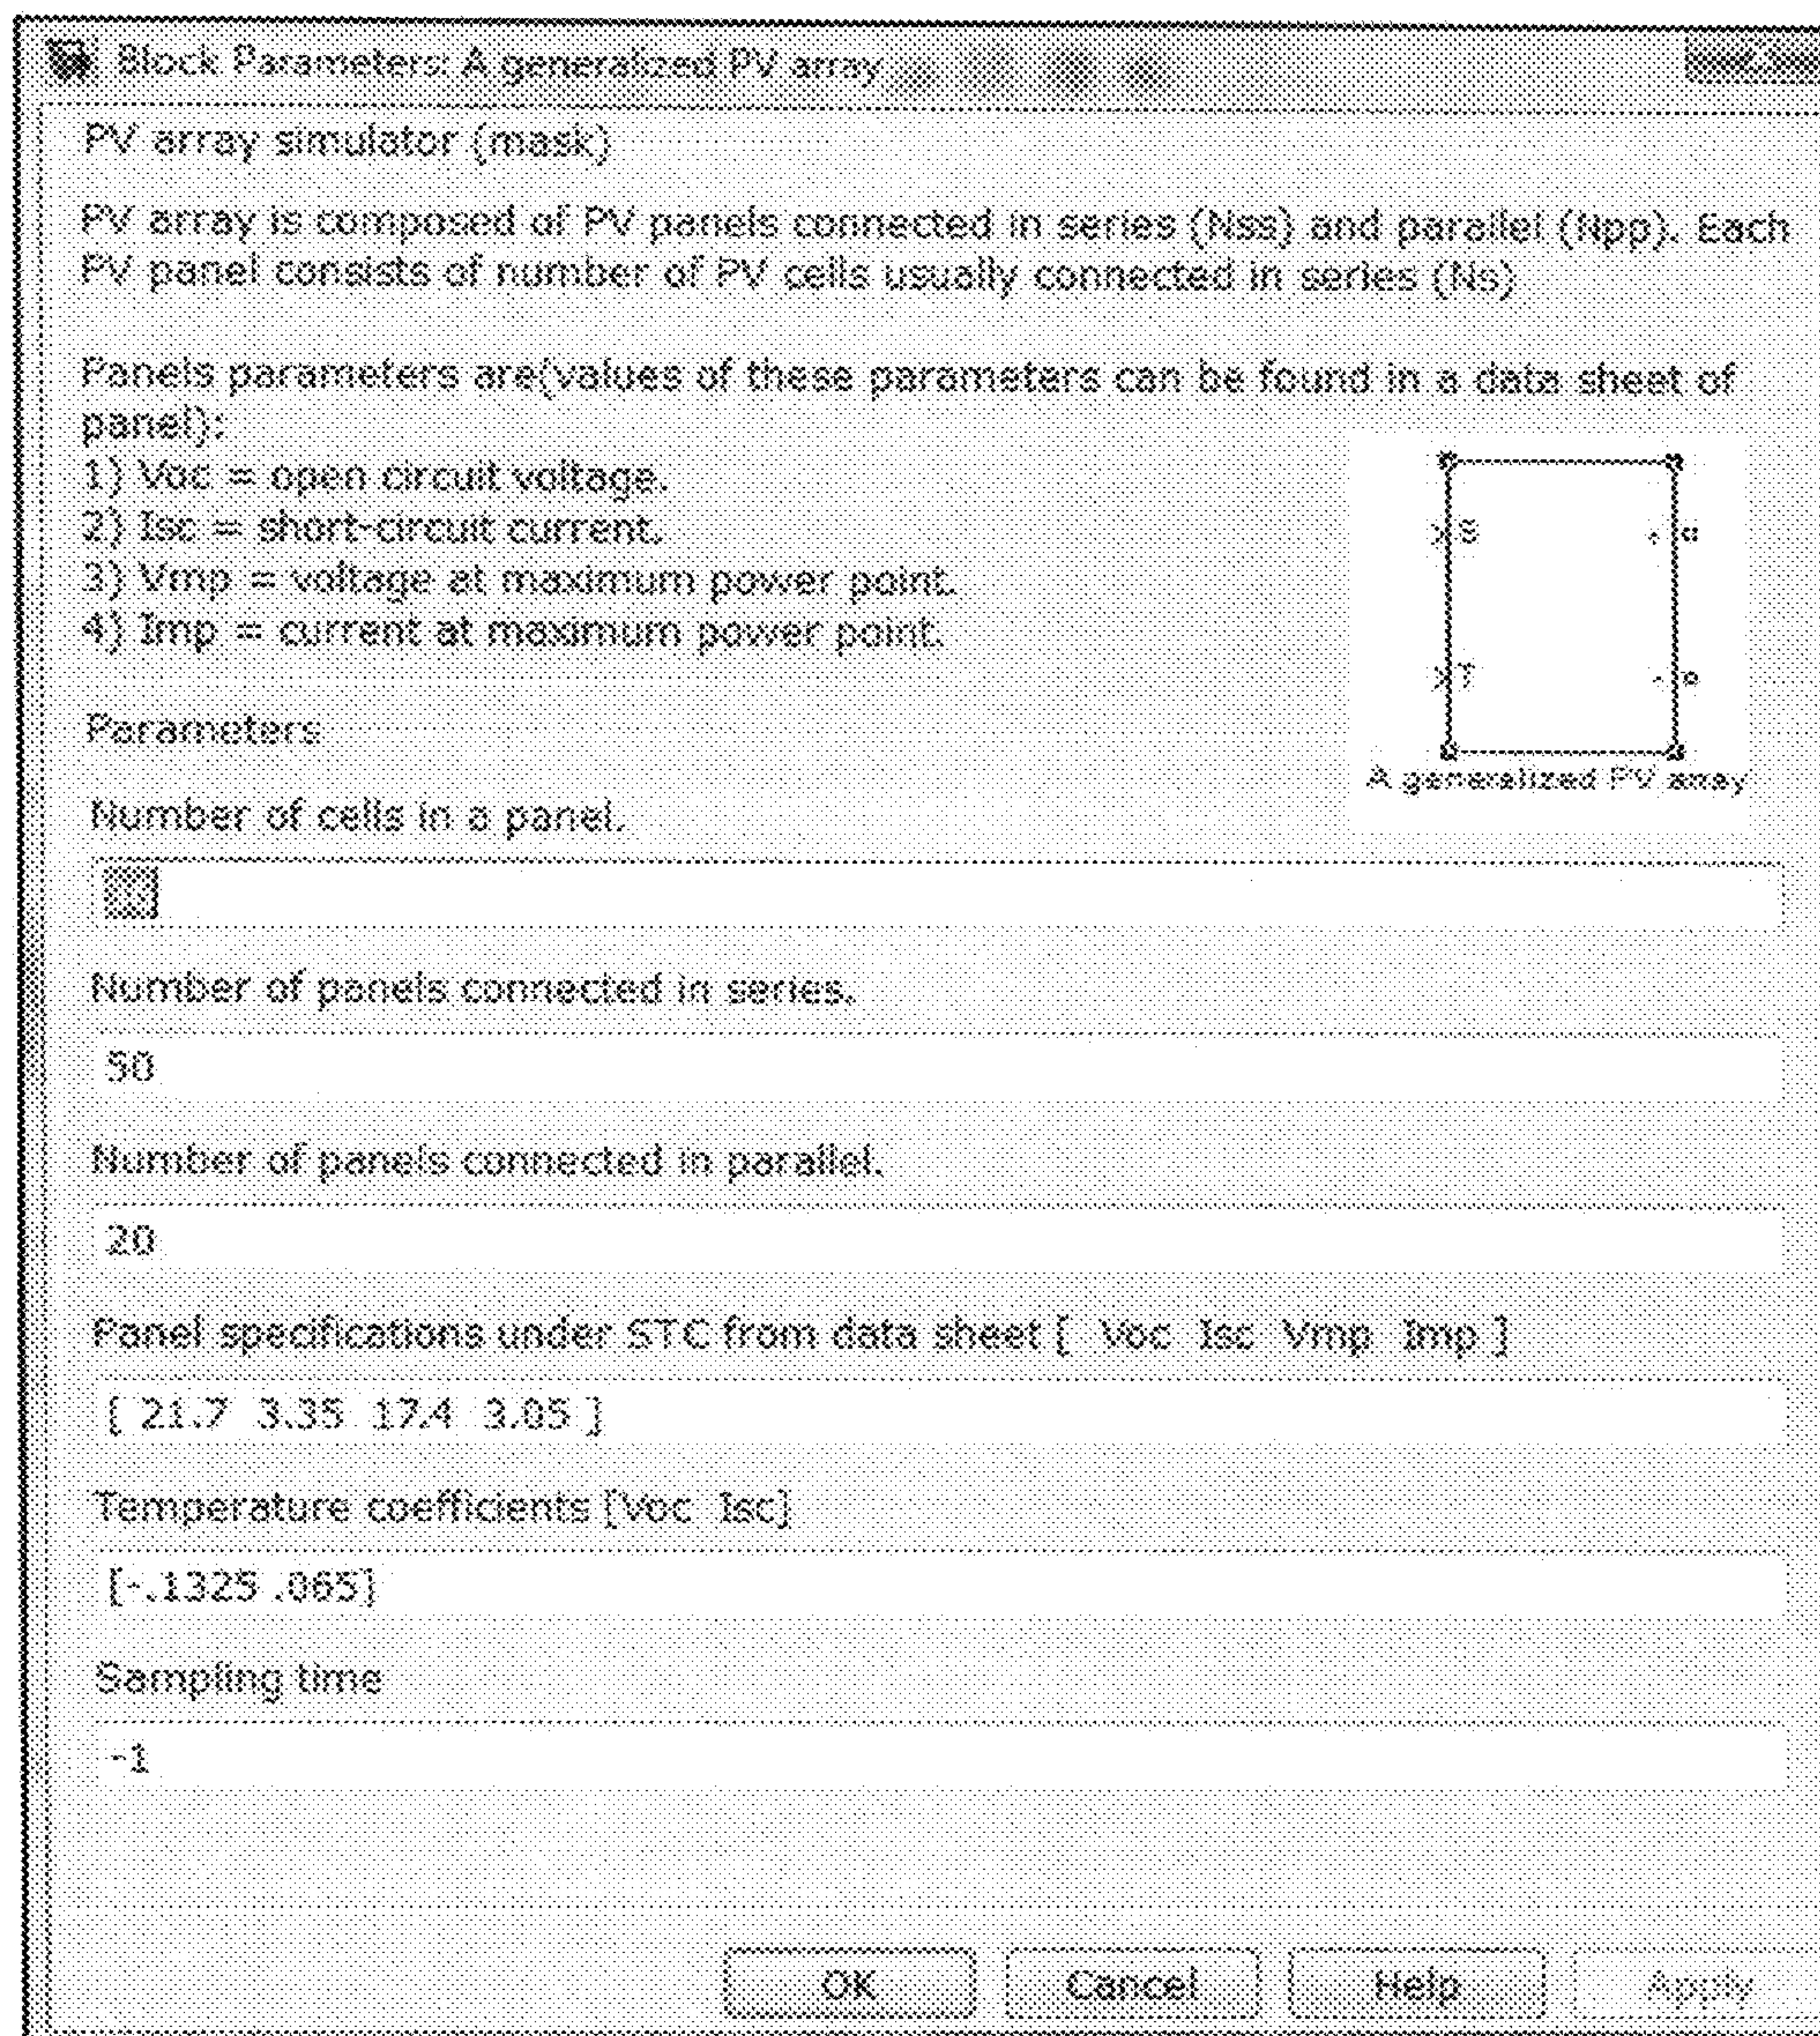 Block Parameters: A generalized PV array
PV array simulator (mask)
PV array is composed of PV panels connected in series (Nss) and parallel (Npp). Each
PV panel consists of number of PV cells usually connected in series (Ns)
Panels parameters are(values of these parameters can be found in a data sheet of
panel):
1) Voc = open circuit voltage.
2) Isc = short-circuit current.
3) Vmp = voltage at maximum power point.
4) Imp = current at maximum power point.
S
+
T
-
A generalized PV array
Parameters
Number of cells in a panel.
Number of panels connected in series.
50
Number of panels connected in parallel.
20
Panel specifications under STC from data sheet [ Voc Isc Vmp Imp ]
[ 21.7 3.35 17.4 3.05 ]
Temperature coefficients [Voc Isc]
[-.1325 .065]
Sampling time
-1
OK Cancel Help Apply